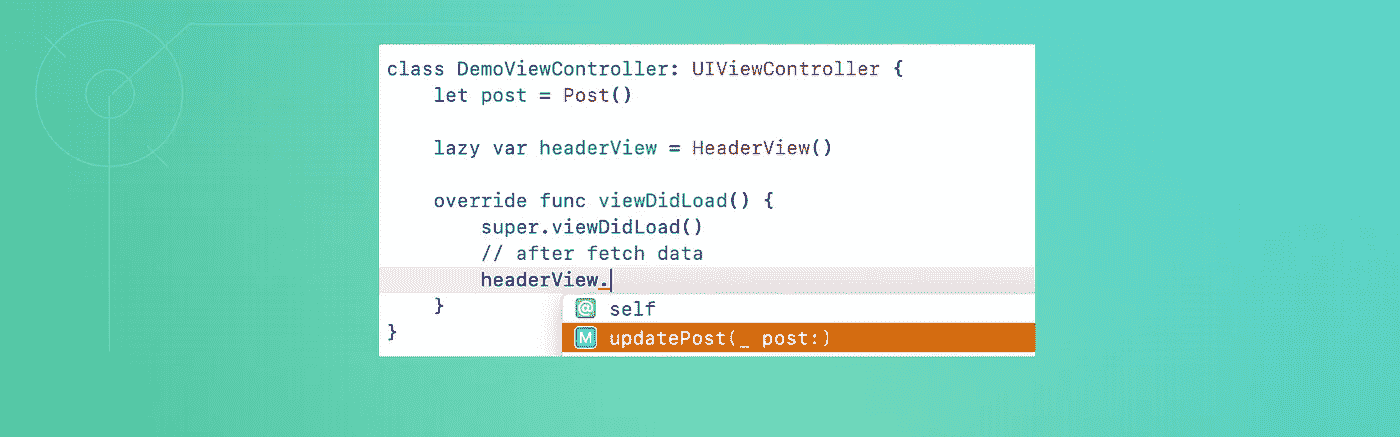 class DemoViewController: UIViewController {
    let post = Post()
    lazy var headerView = HeaderView()
    override func viewDidLoad() {
        super.viewDidLoad()
        // after fetch data
        headerView.
    }
@ self
}
M updatePost(_ post:)